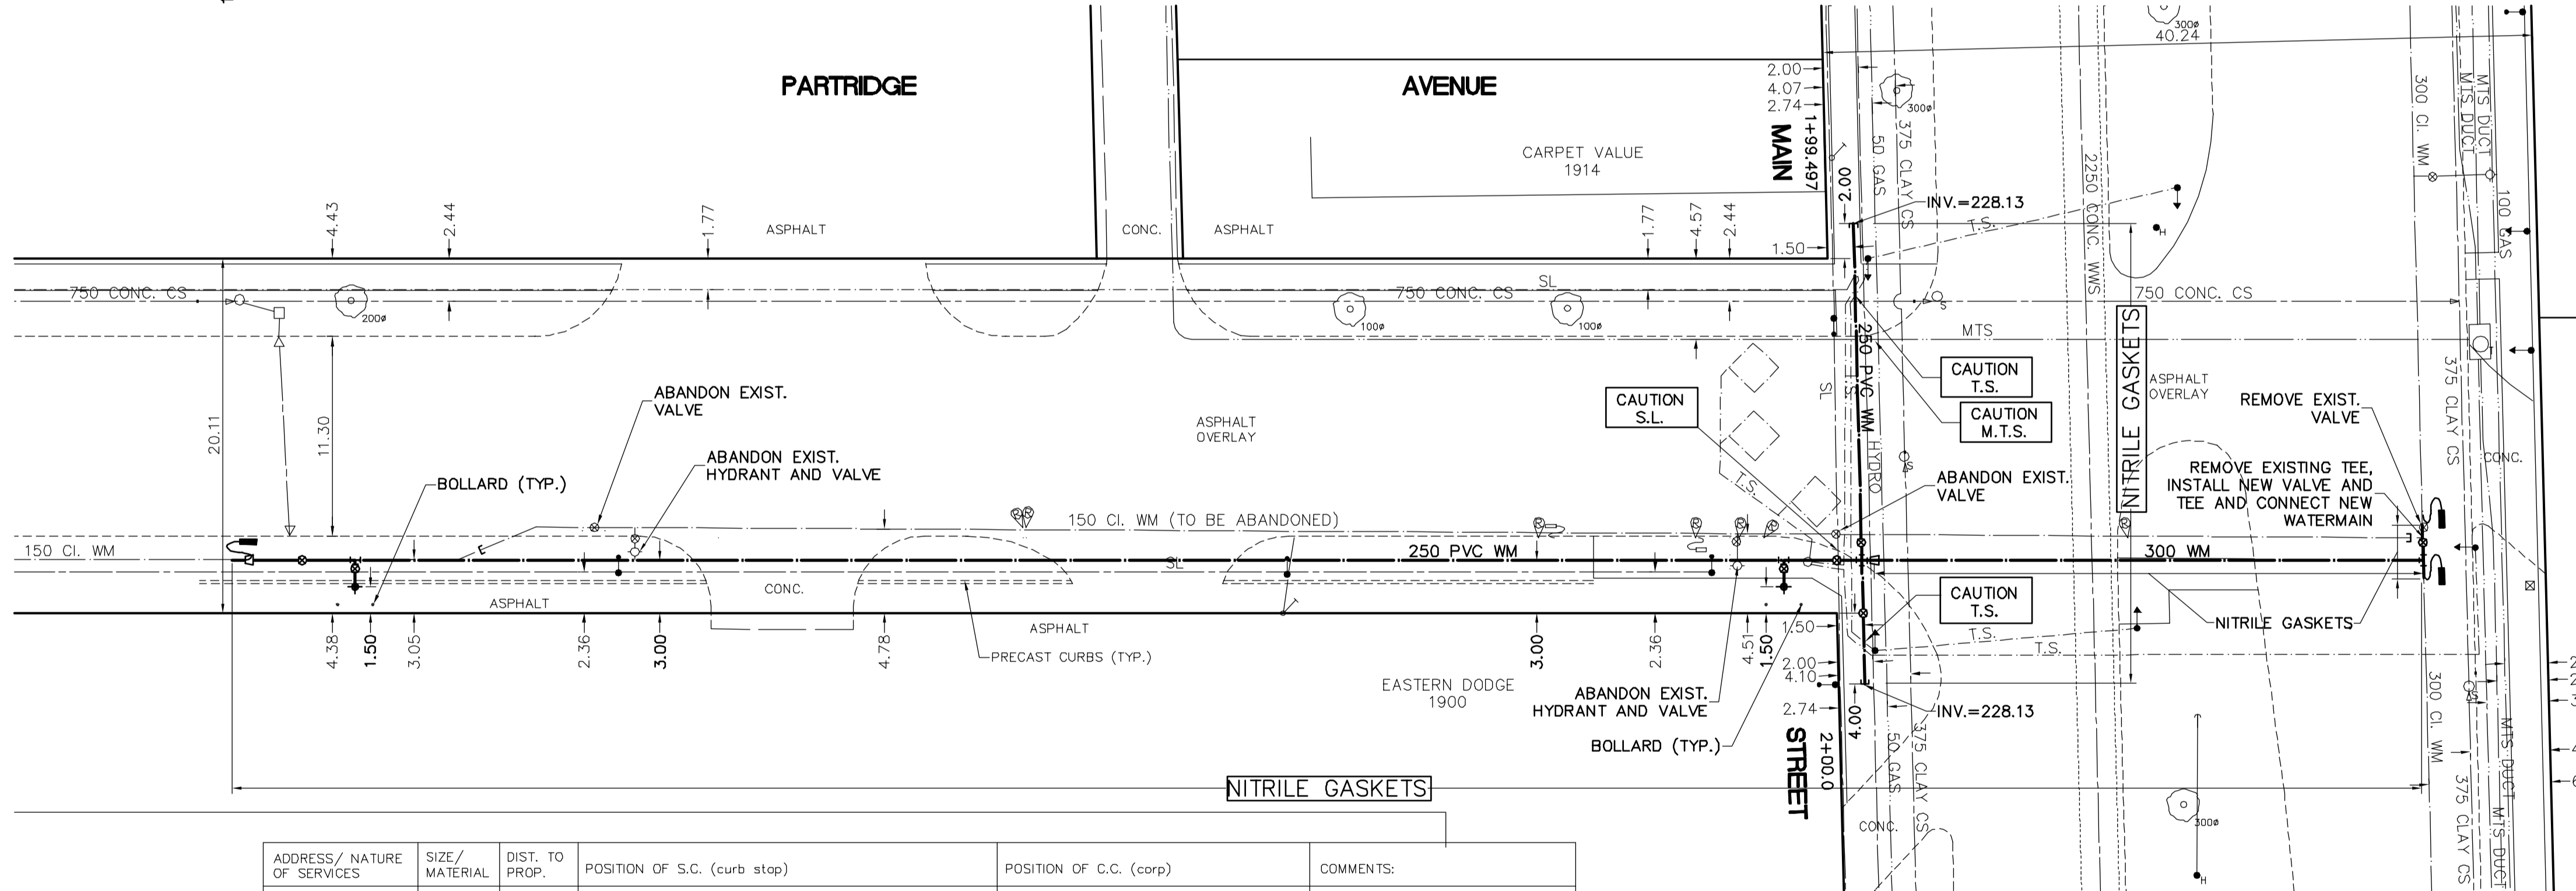 300ø
40.24
PARTRIDGE AVENUE
2.00
4.07
2.74
MAIN
1+99.497
2.00
300ø
50 GAS
375 CLAY CS
2250 CONC. WWS
300 CI. WM
MTS DUCT
MTS DUCT
100 GAS
CARPET VALUE
1914
INV.=228.13
T.S.
H
4.43
2.44
1.77
ASPHALT
CONC.
ASPHALT
1.77
4.57
2.44
1.50
SL
750 CONC. CS
750 CONC. CS
750 CONC. CS
200ø
100ø
100ø
S
MTS
250 PVC WM
T.S.
HYDRO
SL
NITRILE GASKETS
T
20.11
11.30
ABANDON EXIST.
VALVE
ABANDON EXIST.
HYDRANT AND VALVE
BOLLARD (TYP.)
ASPHALT
OVERLAY
CAUTION
S.L.
CAUTION
T.S.
CAUTION
M.T.S.
ASPHALT
OVERLAY
REMOVE EXIST.
VALVE
375 CLAY CS
CONC.
S
T.S.
ABANDON EXIST.
VALVE
REMOVE EXISTING TEE,
INSTALL NEW VALVE AND
TEE AND CONNECT NEW
WATERMAIN
150 CI. WM (TO BE ABANDONED)
150 CI. WM
250 PVC WM
300 WM
SL
CONC.
ASPHALT
ASPHALT
PRECAST CURBS (TYP.)
CAUTION
T.S.
NITRILE GASKETS
4.38
1.50
3.05
2.36
3.00
4.78
3.00
2.36
4.51
1.50
1.50
T.S.
T.S.
2.00
4.10
2.74
4.00
EASTERN DODGE
1900
ABANDON EXIST.
HYDRANT AND VALVE
BOLLARD (TYP.)
INV.=228.13
STREET
2+00.0
50 GAS
375 CLAY CS
300 CI. WM
S
MTS DUCT
MTS DUCT
375 CLAY CS
NITRILE GASKETS
CONC.
300ø
H
ADDRESS/ NATURE
OF SERVICES
SIZE/
MATERIAL
DIST. TO
PROP.
POSITION OF S.C. (curb stop)
POSITION OF C.C. (corp)
COMMENTS: